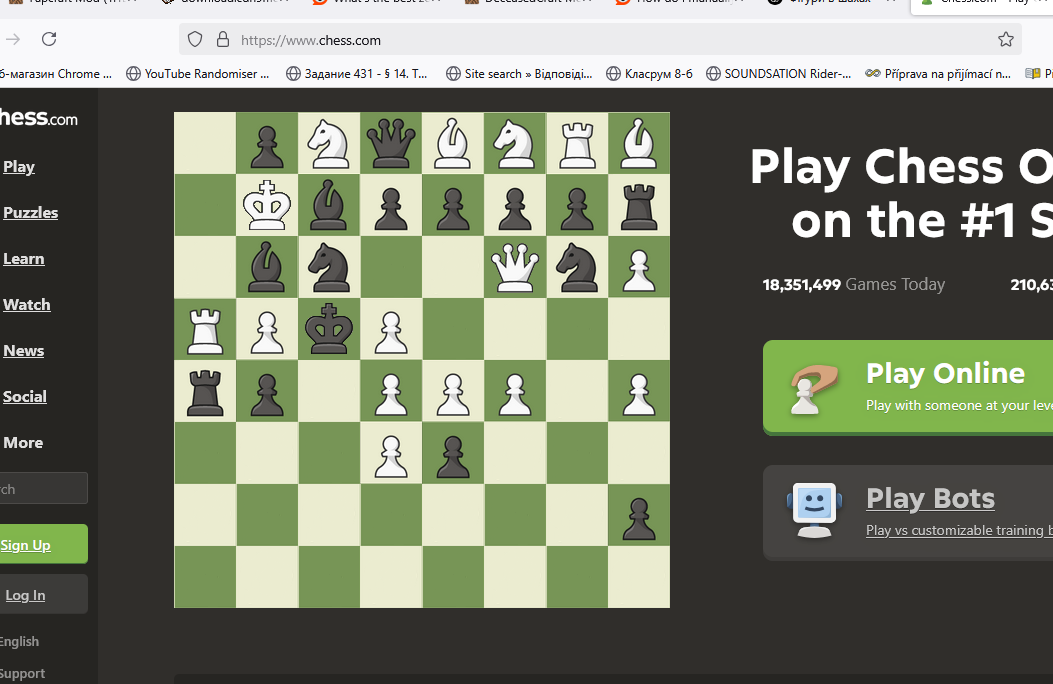 https://www.chess.com
б-магазин Chrome ...
YouTube Randomiser ...
Задание 431 - § 14. Т...
Site search » Відповіді...
Класрум 8-6
SOUNDSATION Rider-...
Příprava na přijímací n...
hess.com
Play
Puzzles
Learn
Watch
News
Social
More
rch
Sign Up
Log In
English
Support
Play Chess O
on the #1 S
18,351,499 Games Today
210,63
Play Online
Play with someone at your leve
Play Bots
Play vs customizable training b